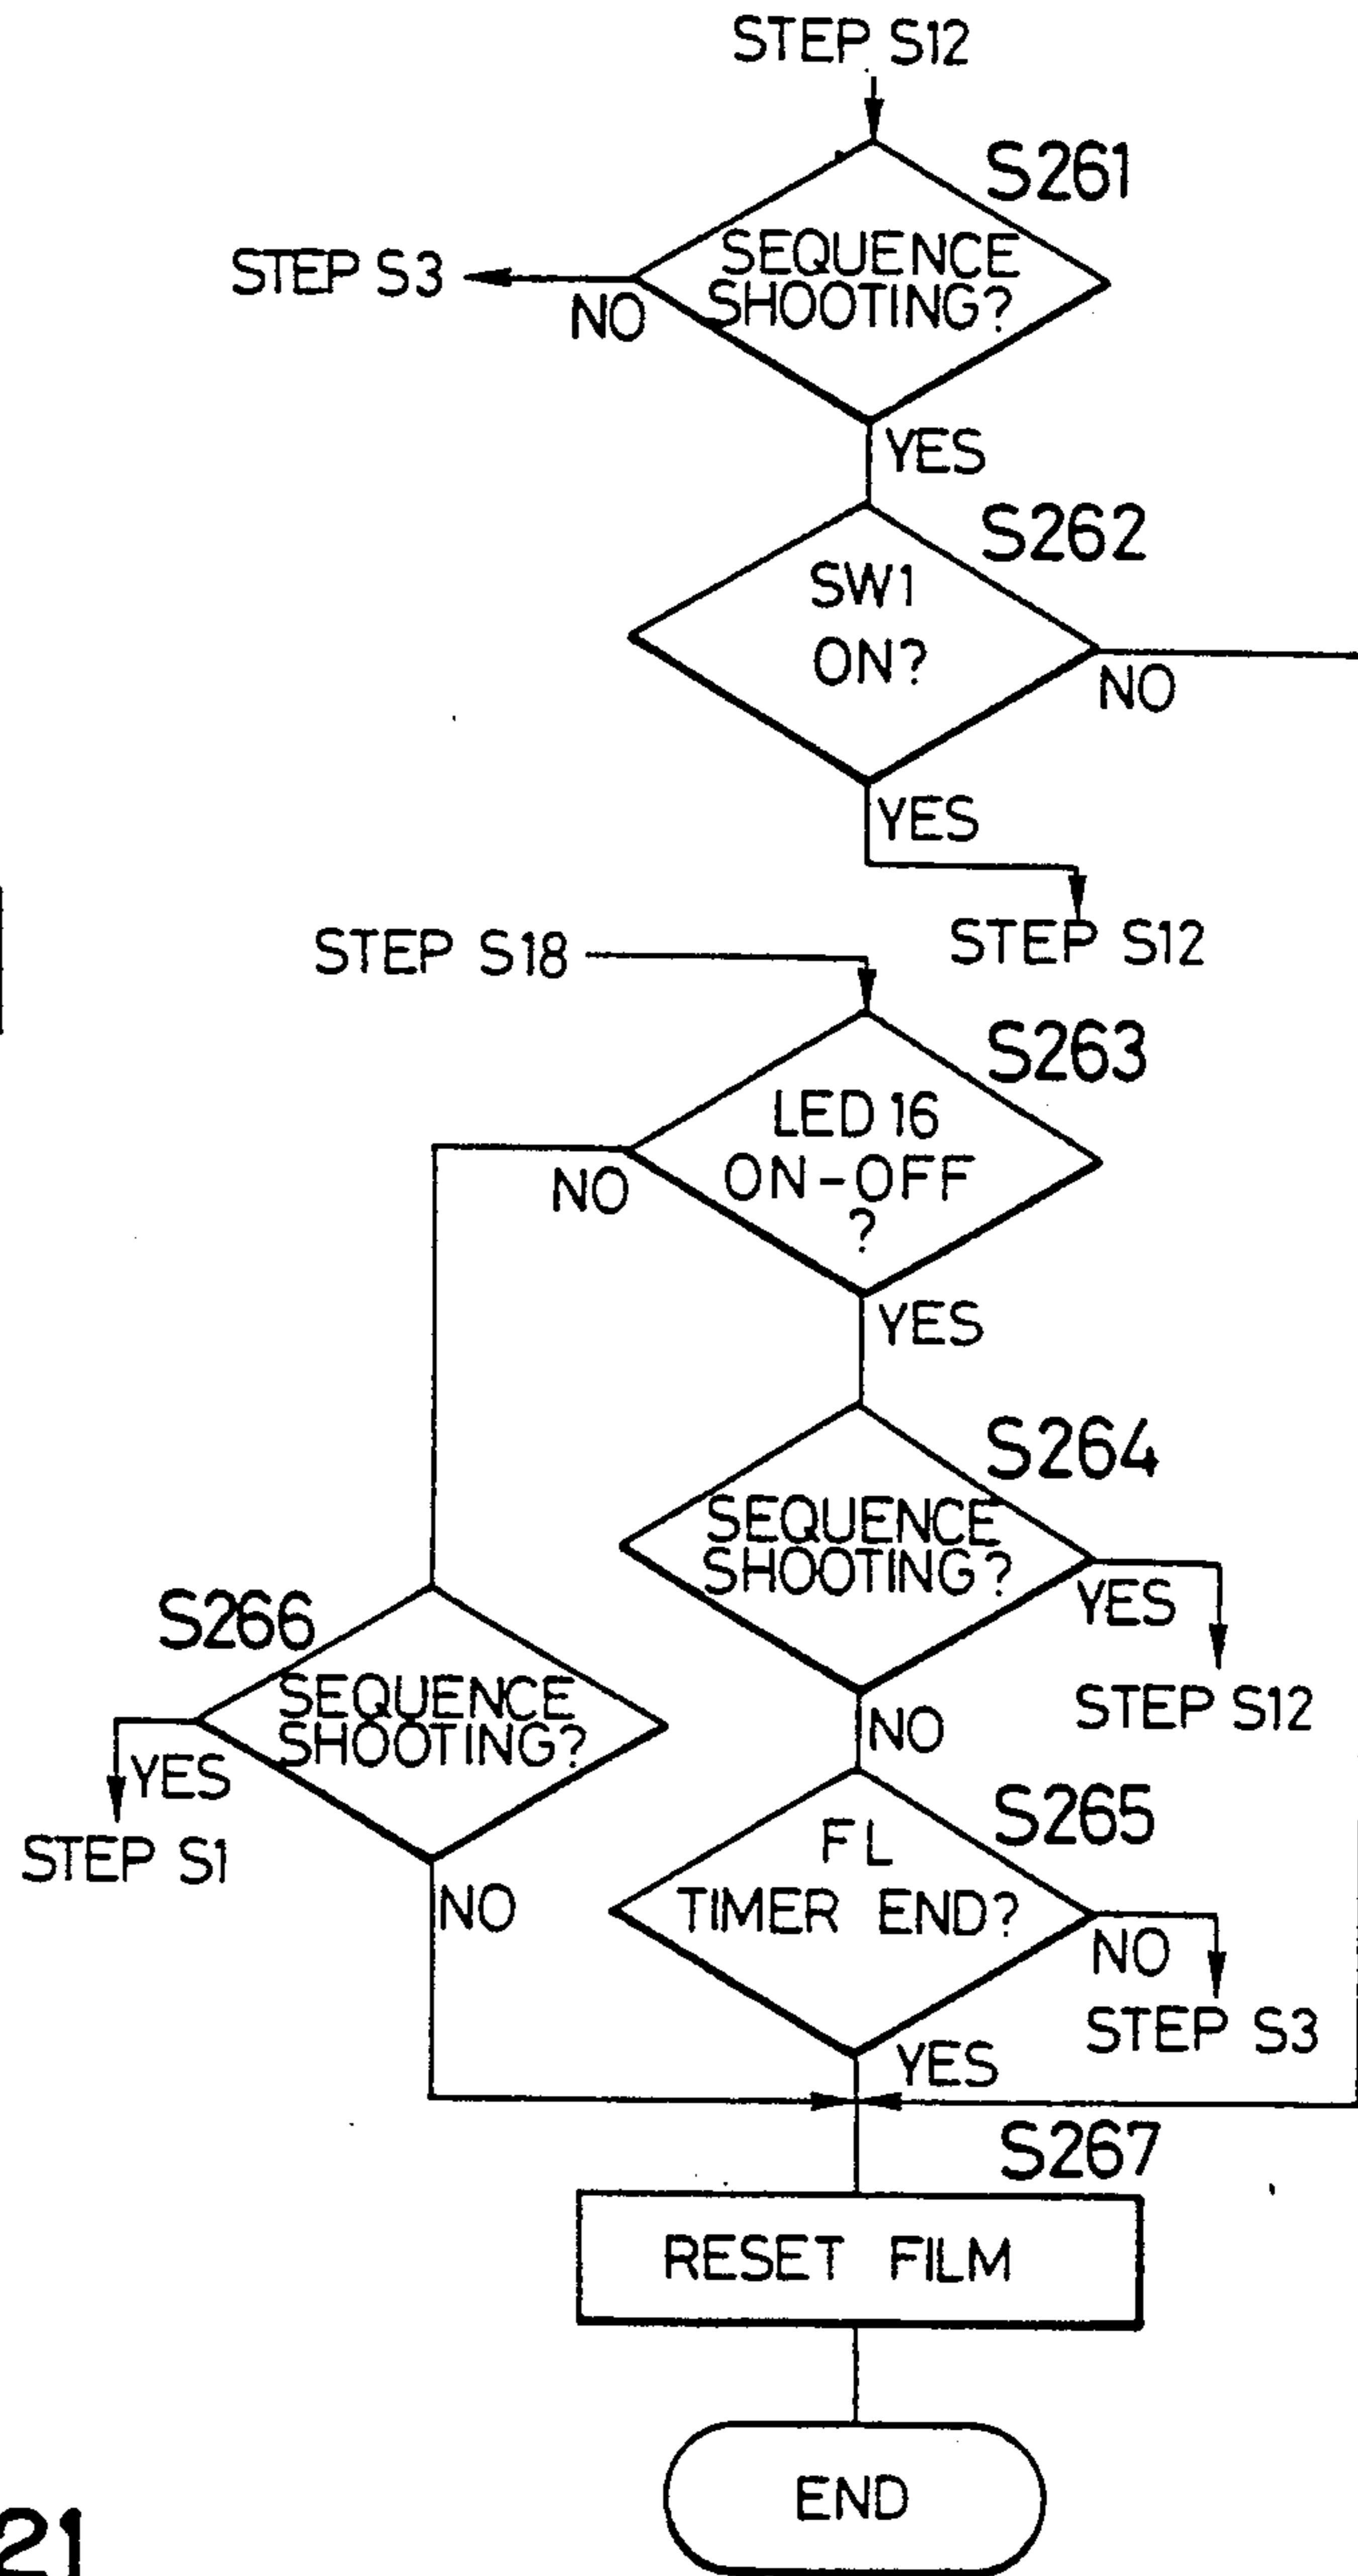 STEP S12
S261
SEQUENCE
SHOOTING?
STEP S3
NO
YES
S262
SW1
ON?
NO
YES
STEP S12
STEP S18
S263
LED 16
ON-OFF
?
NO
YES
S264
SEQUENCE
SHOOTING?
YES
STEP S12
S266
SEQUENCE
SHOOTING?
YES
STEP S1
NO
NO
S265
FL
TIMER END?
NO
STEP S3
YES
S267
RESET FILM
END
21